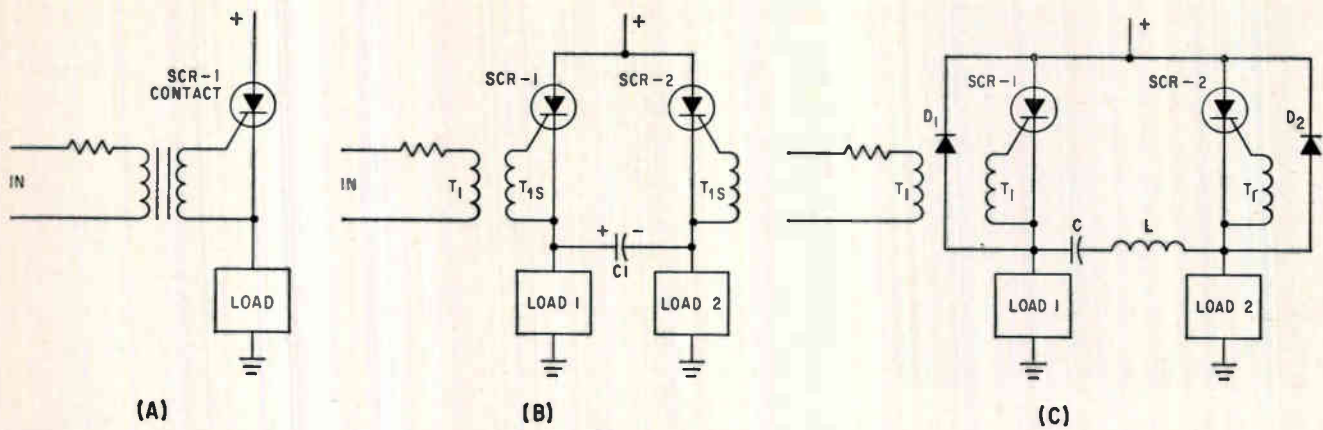 +
SCR-1
CONTACT
IN
LOAD
(A)
+
SCR-1
SCR-2
IN
T1
T1S
T1S
+
-
C1
LOAD 1
LOAD 2
(B)
+
SCR-1
SCR-2
D1
D2
T1
T1
T1
C
L
LOAD 1
LOAD 2
(C)